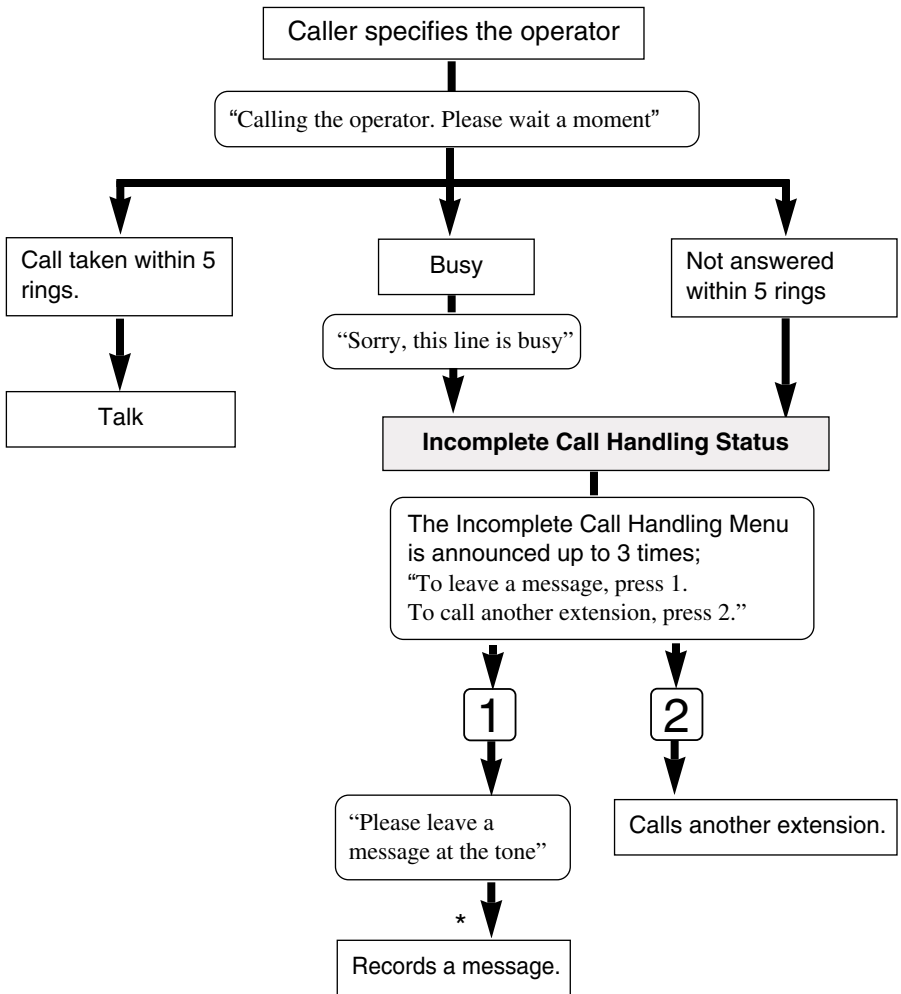 Caller specifies the operator
“Calling the operator. Please wait a moment”
Call taken within 5
rings.
Busy
Not answered
within 5 rings
“Sorry, this line is busy”
Talk
Incomplete Call Handling Status
The Incomplete Call Handling Menu
is announced up to 3 times;
“To leave a message, press 1.
To call another extension, press 2.”
1
2
“Please leave a
message at the tone”
Calls another extension.
*
Records a message.